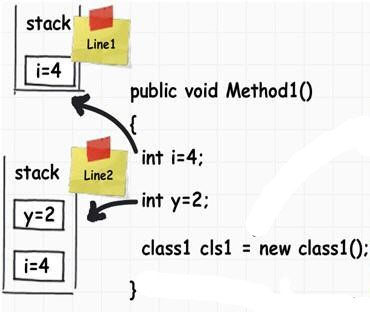 stack
Line1
i=4
public void Method1()
{
int i=4;
stack
Line2
int y=2;
y=2
class1 cls1 = new class1();
i=4
}